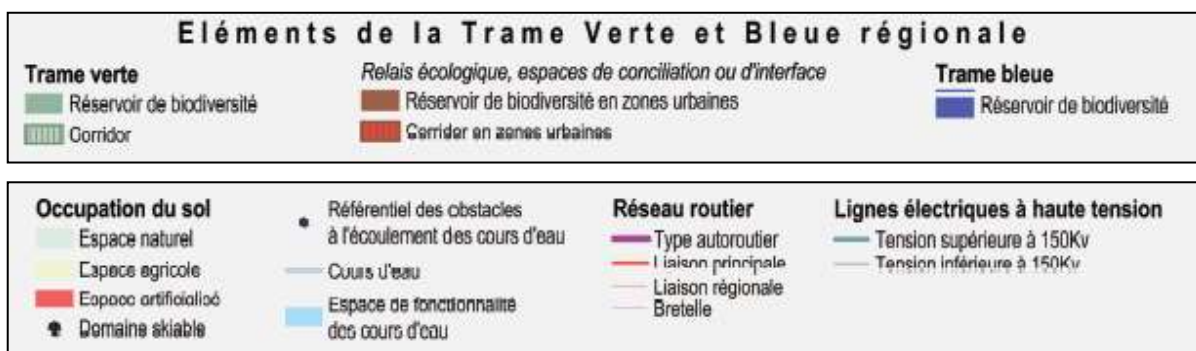 Eléments de la Trame Verte et Bleue régionale
Trame verte
Réservoir de biodiversité
Corridor
Relais écologique, espaces de conciliation ou d'interface
Réservoir de biodiversité en zones urbaines
Corridor en zones urbaines
Trame bleue
Réservoir de biodiversité
Occupation du sol
Espace naturel
Espace agricole
Espace artificialisé
Domaine skiable
Référentiel des obstacles
à l'écoulement des cours d'eau
Cours d'eau
Espace de fonctionnalité
des cours d'eau
Réseau routier
Type autoroutier
Liaison principale
Liaison régionale
Bretelle
Lignes électriques à haute tension
Tension supérieure à 150Kv
Tension inférieure à 150Kv